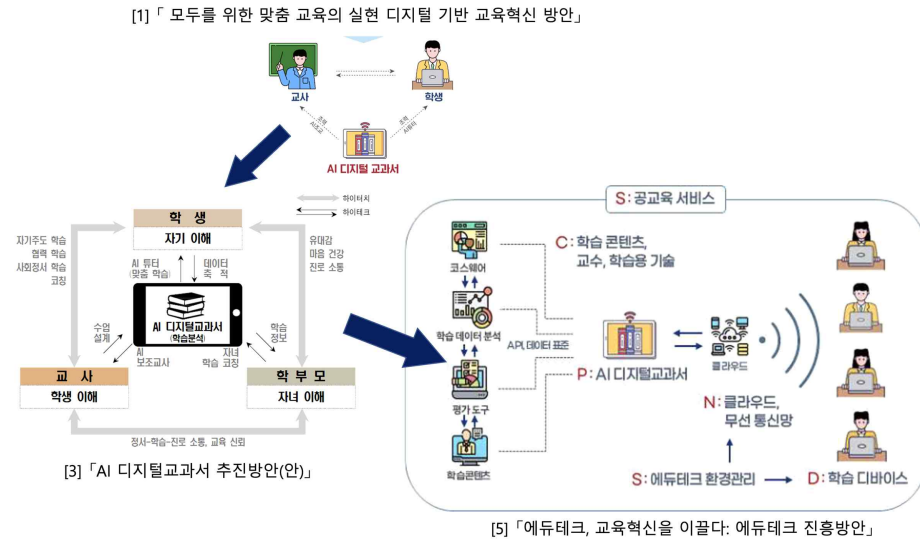 [1]「 모두를 위한 맞춤 교육의 실현 디지털 기반 교육혁신 방안」
교사
학생
조력
AI조교
조력
AI튜터
AI 디지털 교과서
하이터치
하이테크
학 생
자기 이해
자기주도 학습
협력 학습
사회정서 학습
코칭
유대감
마음 건강
진로 소통
AI 튜터
(맞춤 학습)
데이터
축 적
AI 디지털교과서
(학습분석)
수업
설계
AI
보조교사
자녀
학습 코칭
학습
정보
교 사
학생 이해
학 부 모
자녀 이해
정서-학습-진로 소통, 교육 신뢰
[3]「AI 디지털교과서 추진방안(안)」
S: 공교육 서비스
코스웨어
학습 데이터 분석
평가 도구
학습콘텐츠
C: 학습 콘텐츠,
교수, 학습용 기술
API, 데이터 표준
P: AI 디지털교과서
클라우드
N: 클라우드,
무선 통신망
S: 에듀테크 환경관리
D: 학습 디바이스
[5]「에듀테크, 교육혁신을 이끌다: 에듀테크 진흥방안」